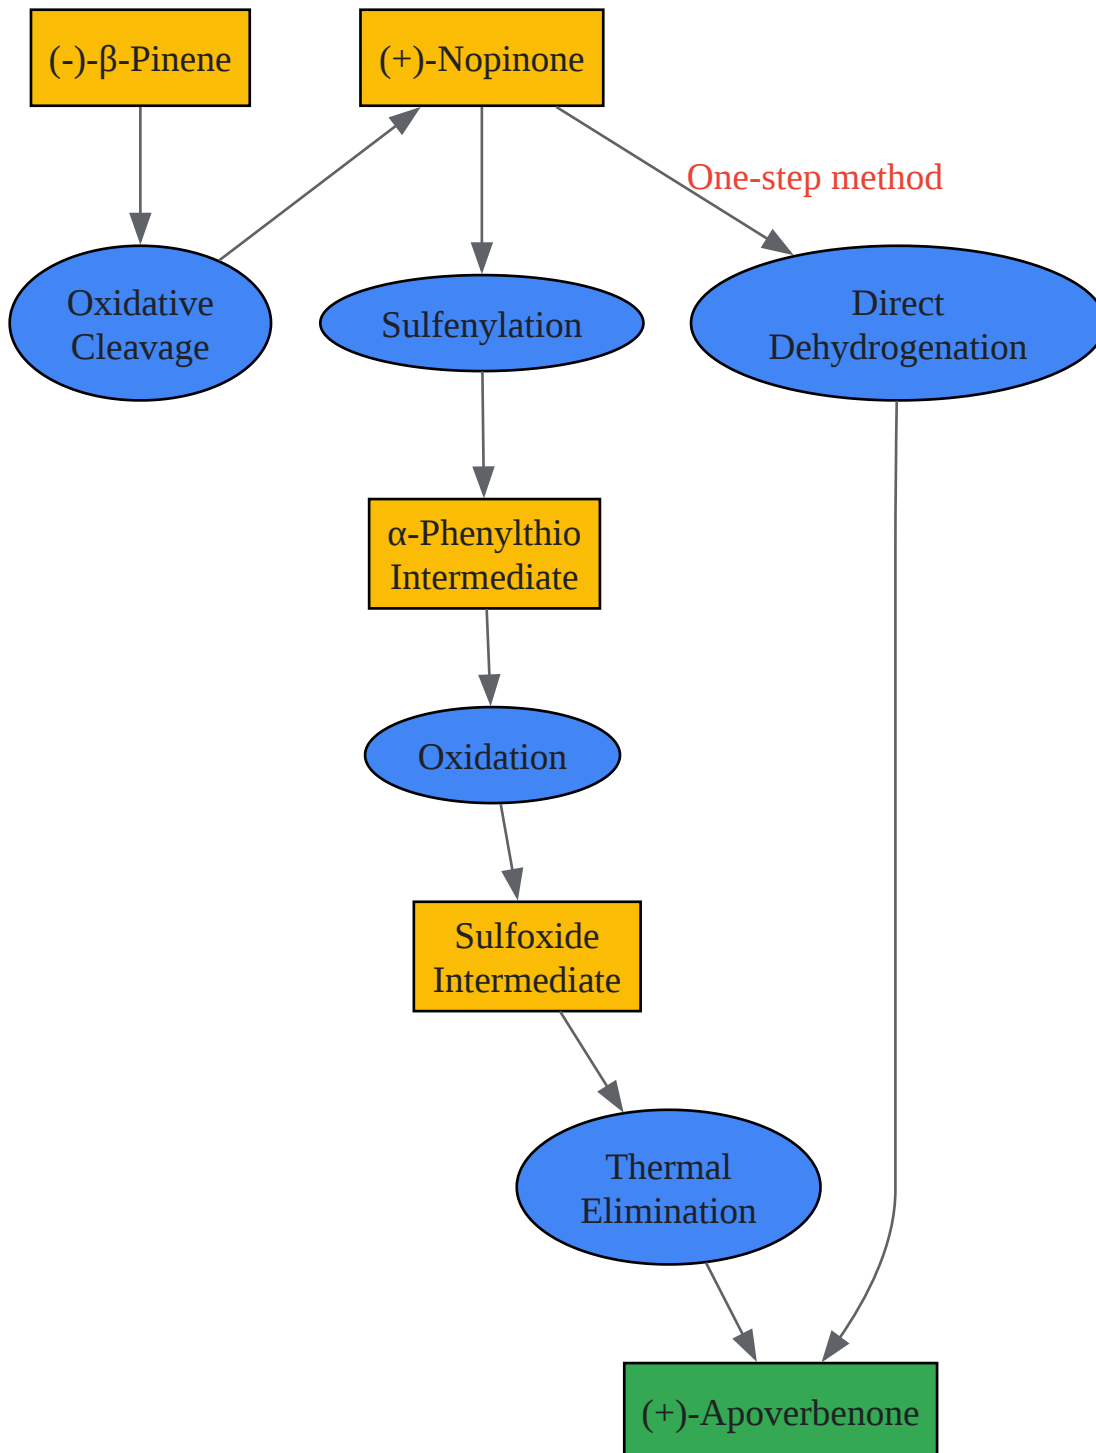 (-)-β-Pinene
(+)-Nopinone
One-step method
Oxidative
Cleavage
Sulfenylation
Direct
Dehydrogenation
α-Phenylthio
Intermediate
Oxidation
Sulfoxide
Intermediate
Thermal
Elimination
(+)-Apoverbenone